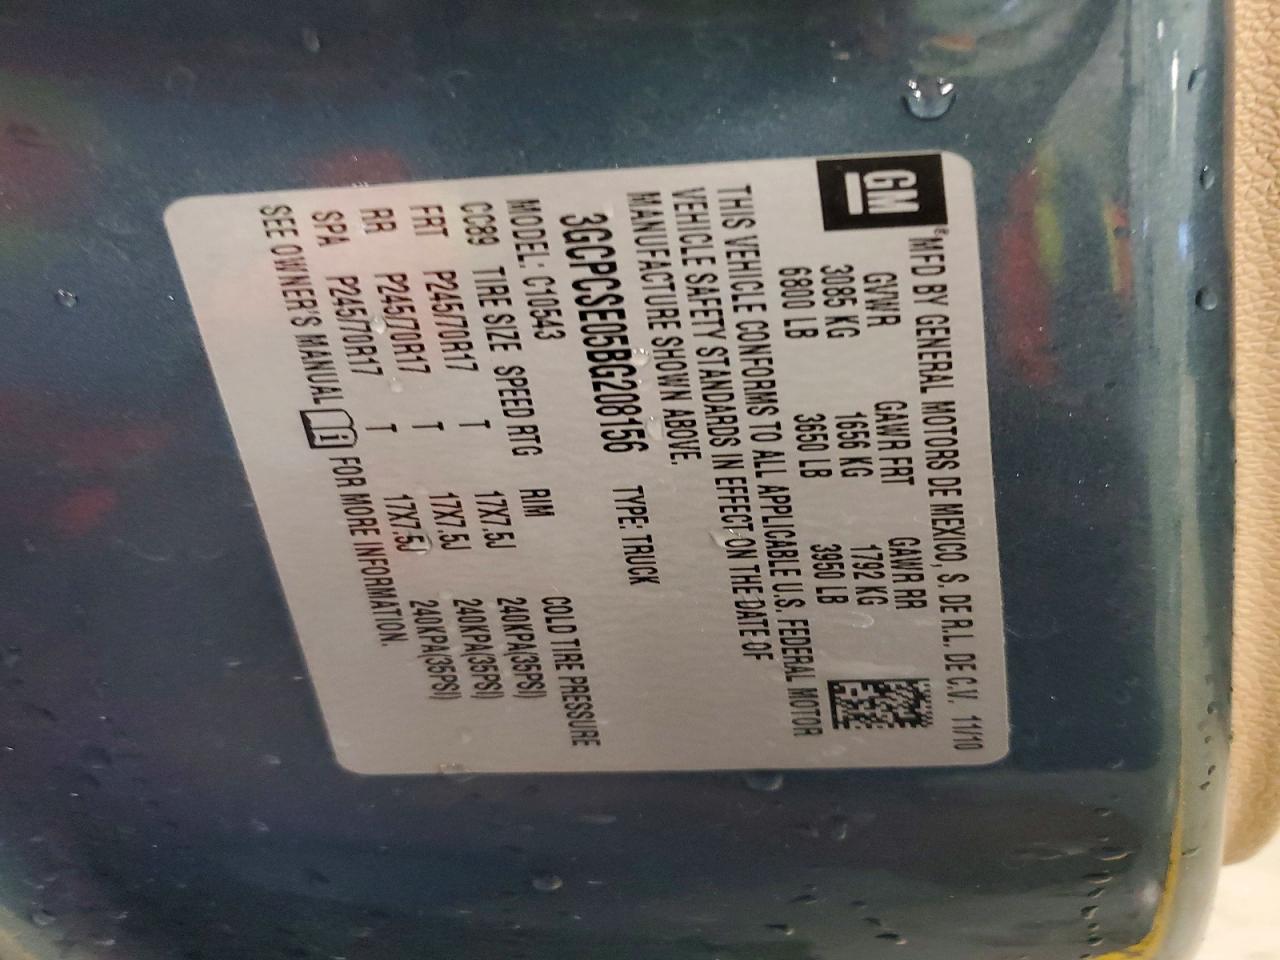 GM
®MFD BY GENERAL MOTORS DE MEXICO, S. DE R.L. DE C.V. 11/10
GVWR GAWR FRT GAWR RR
3085 KG 1656 KG 1792 KG
6800 LB 3650 LB 3950 LB
THIS VEHICLE CONFORMS TO ALL APPLICABLE U.S. FEDERAL MOTOR
VEHICLE SAFETY STANDARDS IN EFFECT ON THE DATE OF
MANUFACTURE SHOWN ABOVE.
3GCPCSE05BG208156 TYPE: TRUCK
MODEL: C10543
CC89 TIRE SIZE SPEED RTG RIM COLD TIRE PRESSURE
FRT P245/70R17 T 17X7.5J 240KPA(35PSI)
RR P245/70R17 T 17X7.5J 240KPA(35PSI)
SPA P245/70R17 T 17X7.5J 240KPA(35PSI)
SEE OWNER'S MANUAL i FOR MORE INFORMATION.